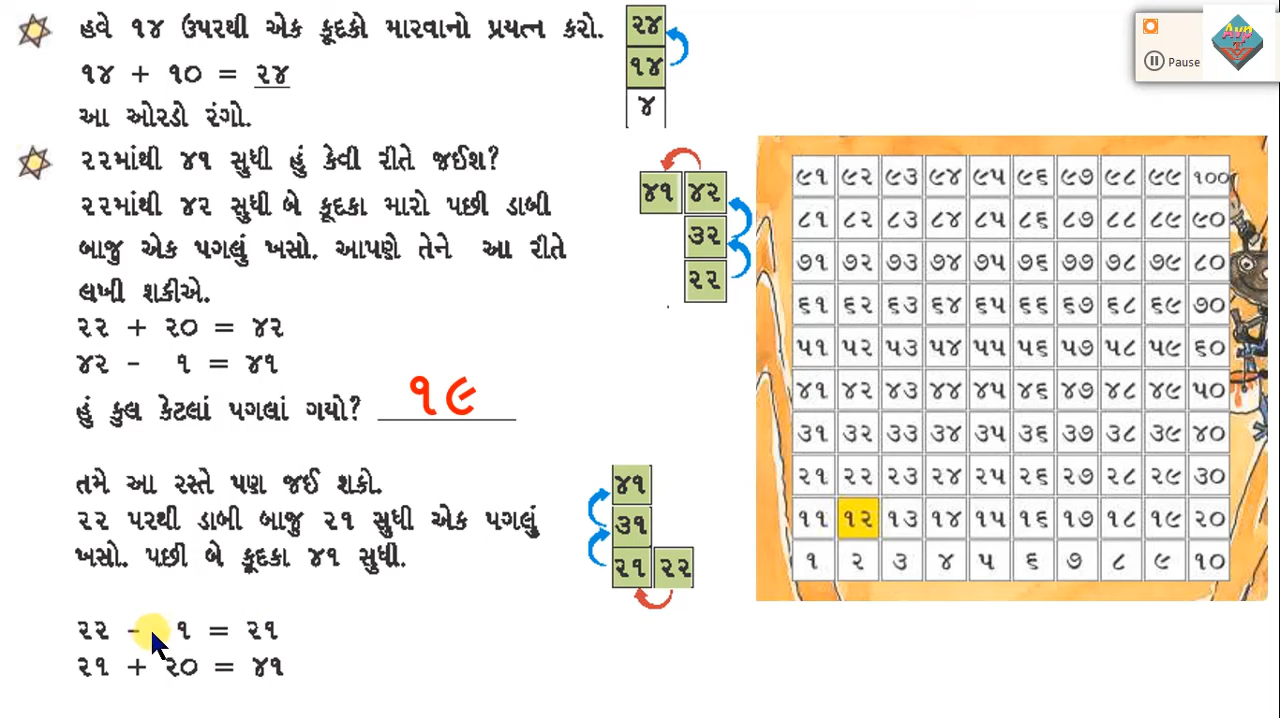 હવે ૧૪ ઉપરથી એક કૂદકો મારવાનો પ્રયત્ન કરો.
૧૪ + ૧૦ = ૨૪
આ ઓરડો રંગો.
૨૪
૧૪
૪
Pause
Avp
૨૨માંથી ૪૧ સુધી હું કેવી રીતે જઈશ?
૨૨માંથી ૪૨ સુધી બે કૂદકા મારો પછી ડાબી
બાજુ એક પગલું ખસો. આપણે તેને આ રીતે
લખી શકીએ.
૨૨ + ૨૦ = ૪૨
૪૨ - ૧ = ૪૧
હું કુલ કેટલાં પગલાં ગયો? ૧૯
૪૧ ૪૨
૩૨
૨૨
તમે આ રસ્તે પણ જઈ શકો.
૨૨ પરથી ડાબી બાજુ ૨૧ સુધી એક પગલું
ખસો. પછી બે કૂદકા ૪૧ સુધી.
૨૨ - ૧ = ૨૧
૨૧ + ૨૦ = ૪૧
૪૧
૩૧
૨૧ ૨૨
૯૧ ૯૨ ૯૩ ૯૪ ૯૫ ૯૬ ૯૭ ૯૮ ૯૯ ૧૦૦
૮૧ ૮૨ ૮૩ ૮૪ ૮૫ ૮૬ ૮૭ ૮૮ ૮૯ ૯૦
૭૧ ૭૨ ૭૩ ૭૪ ૭૫ ૭૬ ૭૭ ૭૮ ૭૯ ૮૦
૬૧ ૬૨ ૬૩ ૬૪ ૬૫ ૬૬ ૬૭ ૬૮ ૬૯ ૭૦
૫૧ ૫૨ ૫૩ ૫૪ ૫૫ ૫૬ ૫૭ ૫૮ ૫૯ ૬૦
૪૧ ૪૨ ૪૩ ૪૪ ૪૫ ૪૬ ૪૭ ૪૮ ૪૯ ૫૦
૩૧ ૩૨ ૩૩ ૩૪ ૩૫ ૩૬ ૩૭ ૩૮ ૩૯ ૪૦
૨૧ ૨૨ ૨૩ ૨૪ ૨૫ ૨૬ ૨૭ ૨૮ ૨૯ ૩૦
૧૧ ૧૨ ૧૩ ૧૪ ૧૫ ૧૬ ૧૭ ૧૮ ૧૯ ૨૦
૧ ૨ ૩ ૪ ૫ ૬ ૭ ૮ ૯ ૧૦